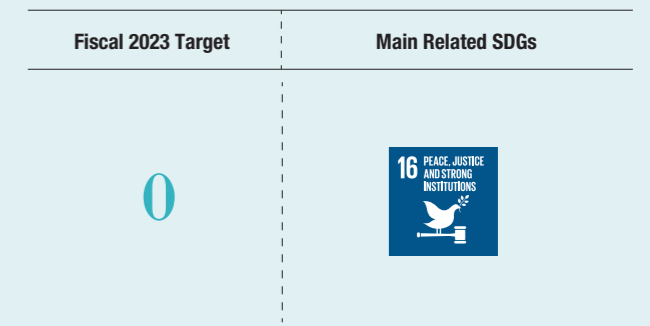 Fiscal 2023 Target
Main Related SDGs
0
16 PEACE, JUSTICE
AND STRONG
INSTITUTIONS